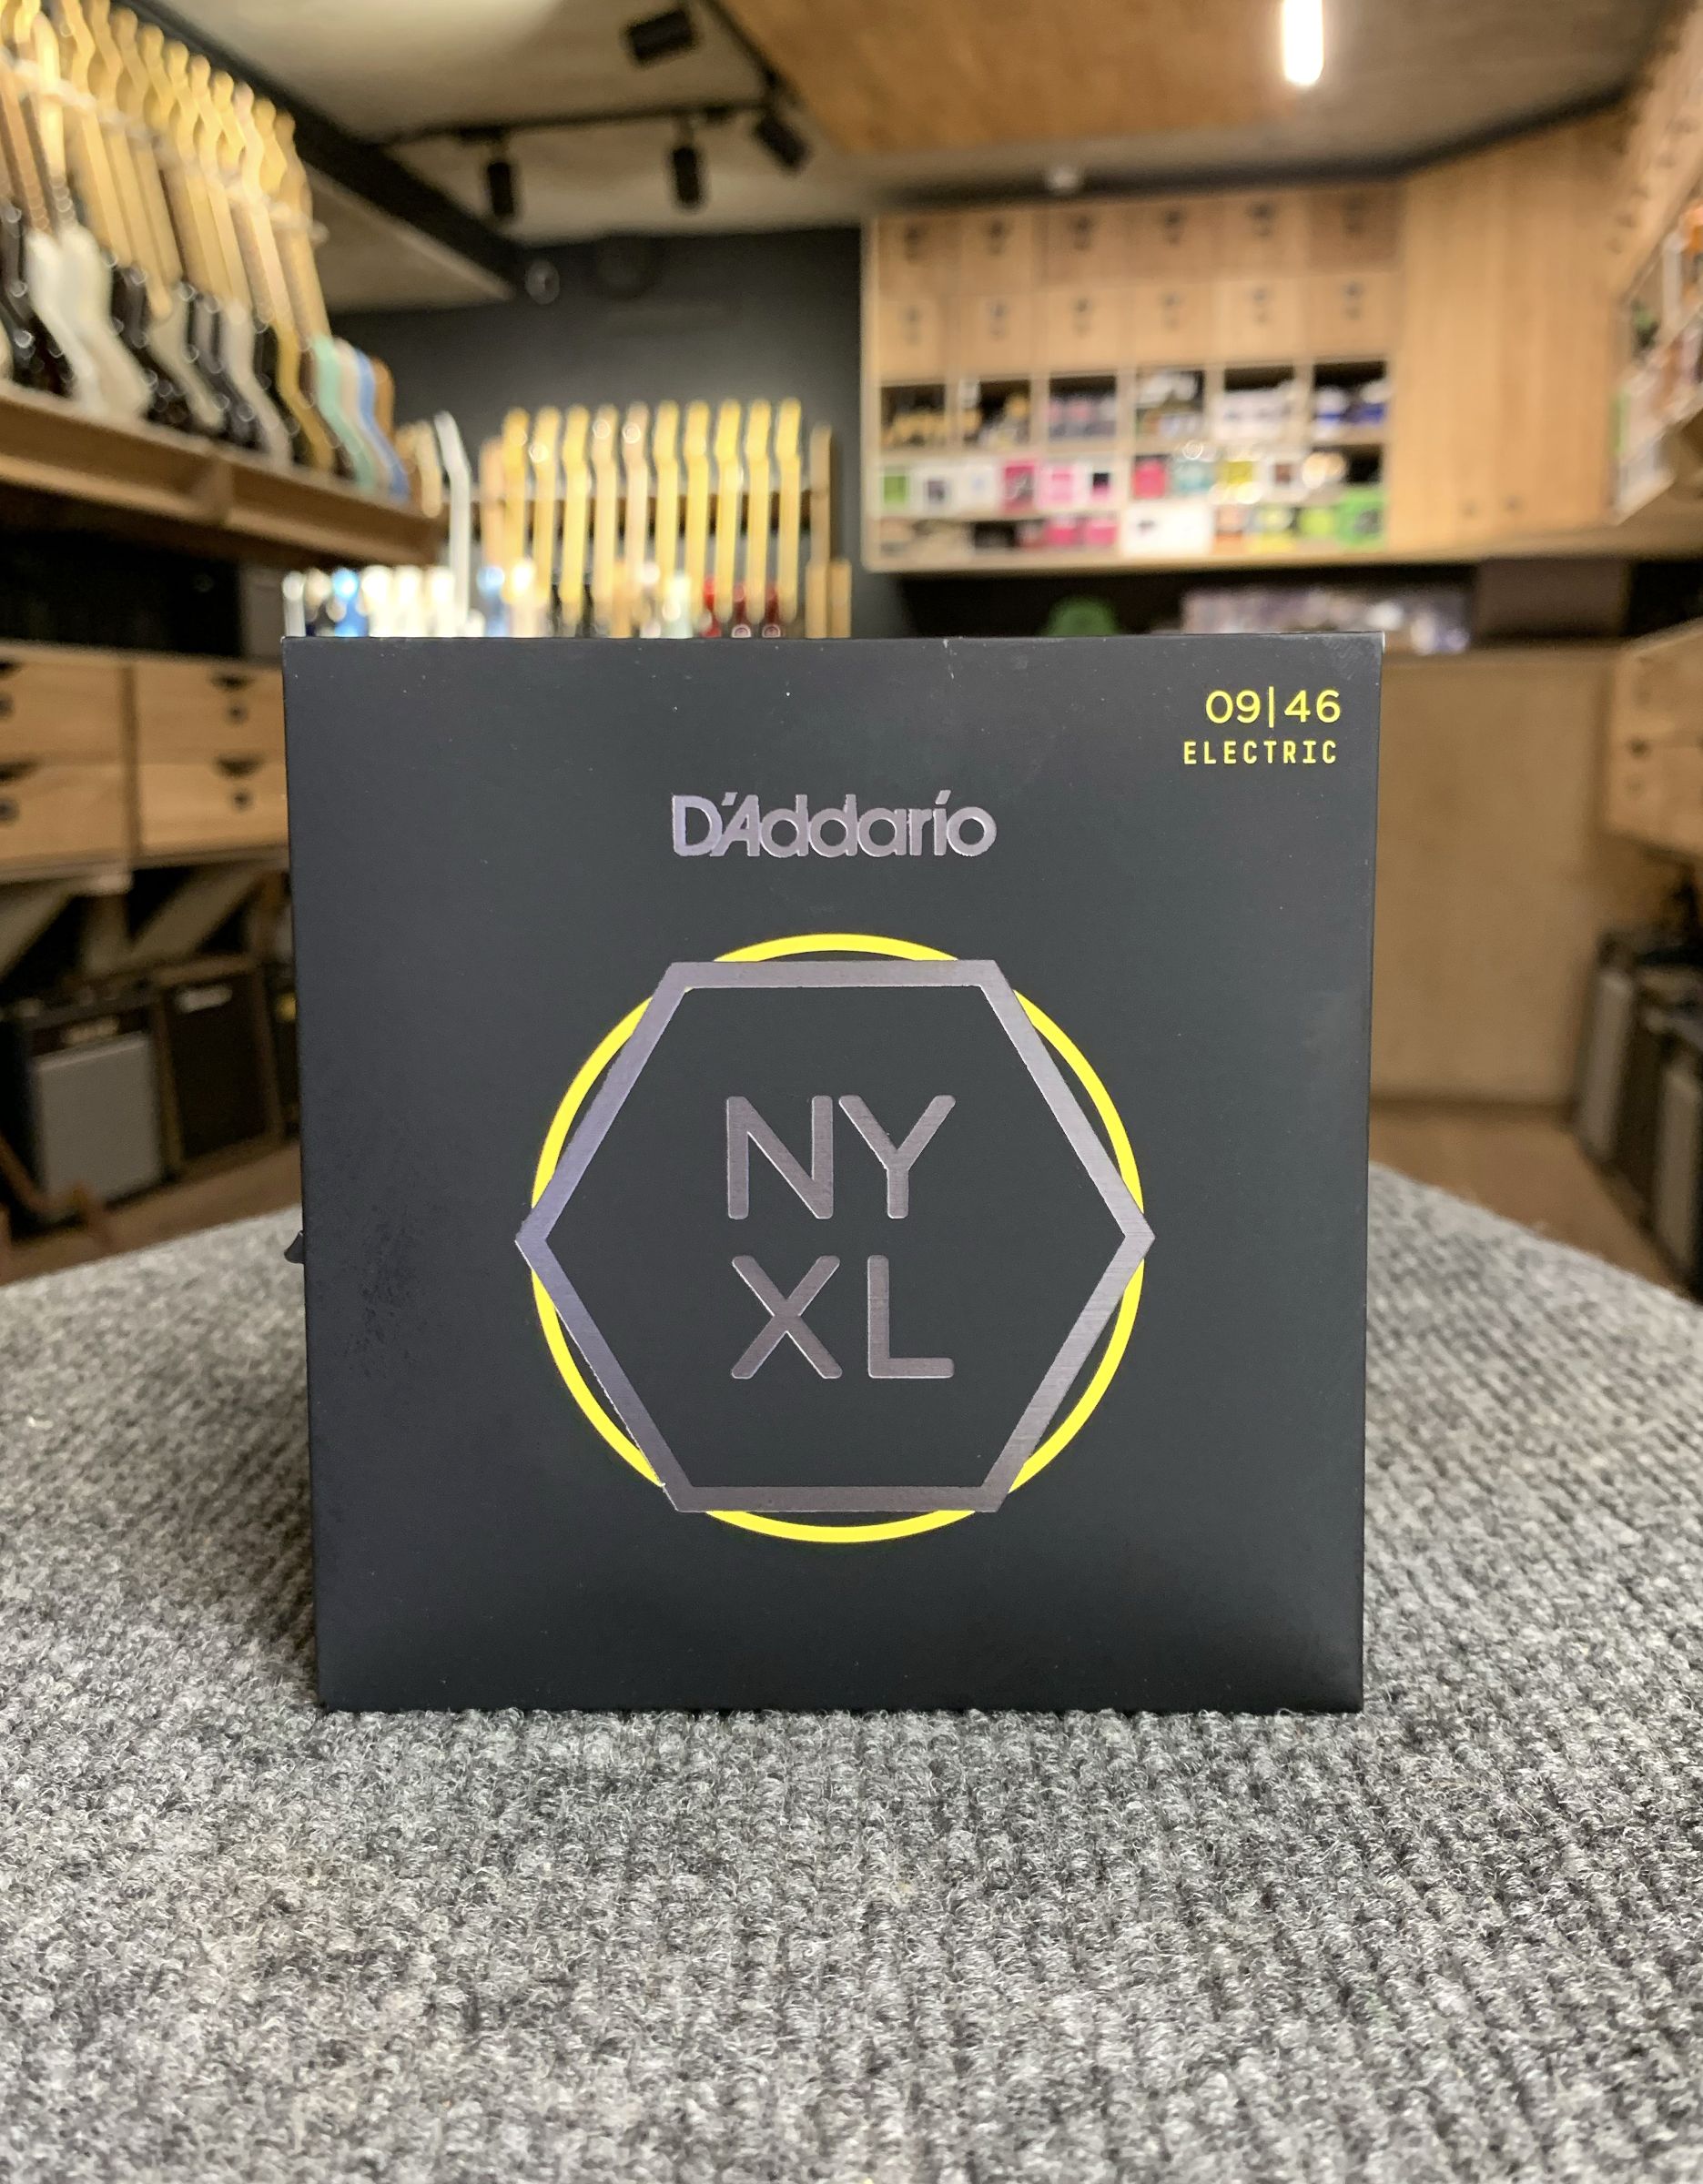 09|46
ELECTRIC
D'Addario
NY
XL